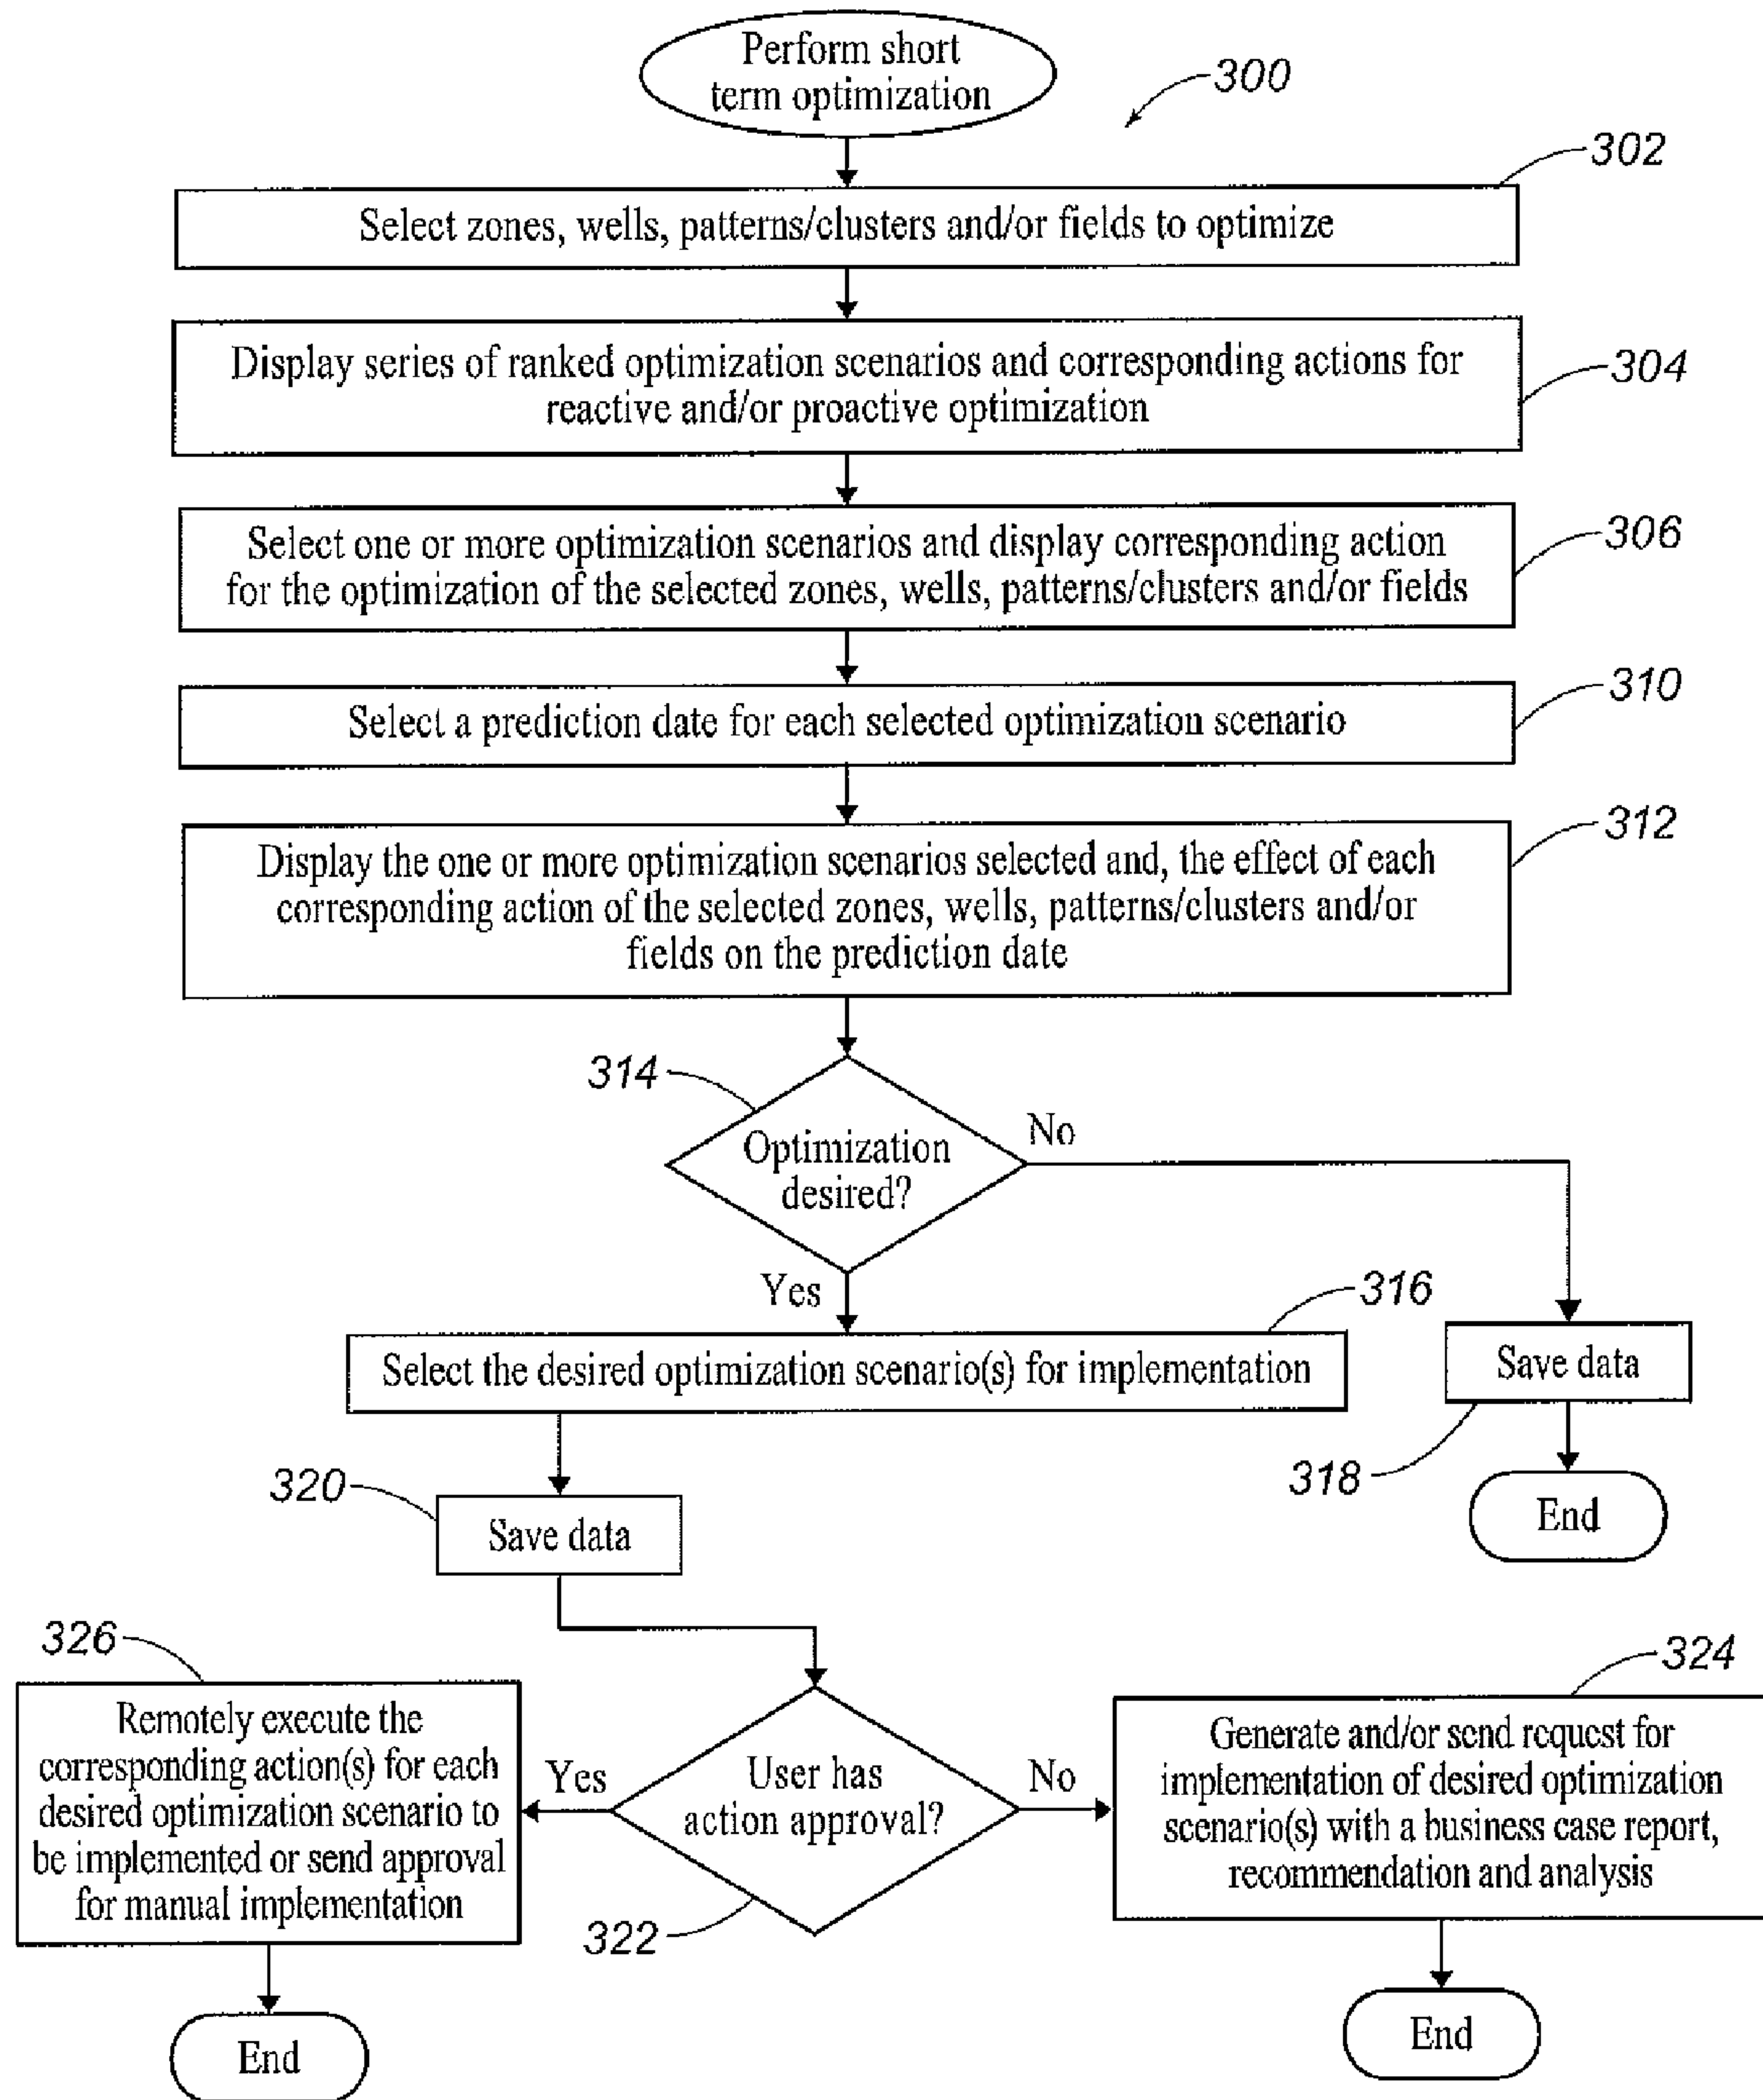 Perform short
term optimization
300
302
Select zones, wells, patterns/clusters and/or fields to optimize
Display series of ranked optimization scenarios and corresponding actions for
reactive and/or proactive optimization
304
Select one or more optimization scenarios and display corresponding action
for the optimization of the selected zones, wells, patterns/clusters and/or fields
306
310
Select a prediction date for each selected optimization scenario
312
Display the one or more optimization scenarios selected and, the effect of each
corresponding action of the selected zones, wells, patterns/clusters and/or
fields on the prediction date
314
Optimization
desired?
No
Yes
316
Select the desired optimization scenario(s) for implementation
Save data
318
End
320
Save data
326
Remotely execute the
corresponding action(s) for each
desired optimization scenario to
be implemented or send approval
for manual implementation
Yes
User has
action approval?
No
322
324
Generate and/or send request for
implementation of desired optimization
scenario(s) with a business case report,
recommendation and analysis
End
End